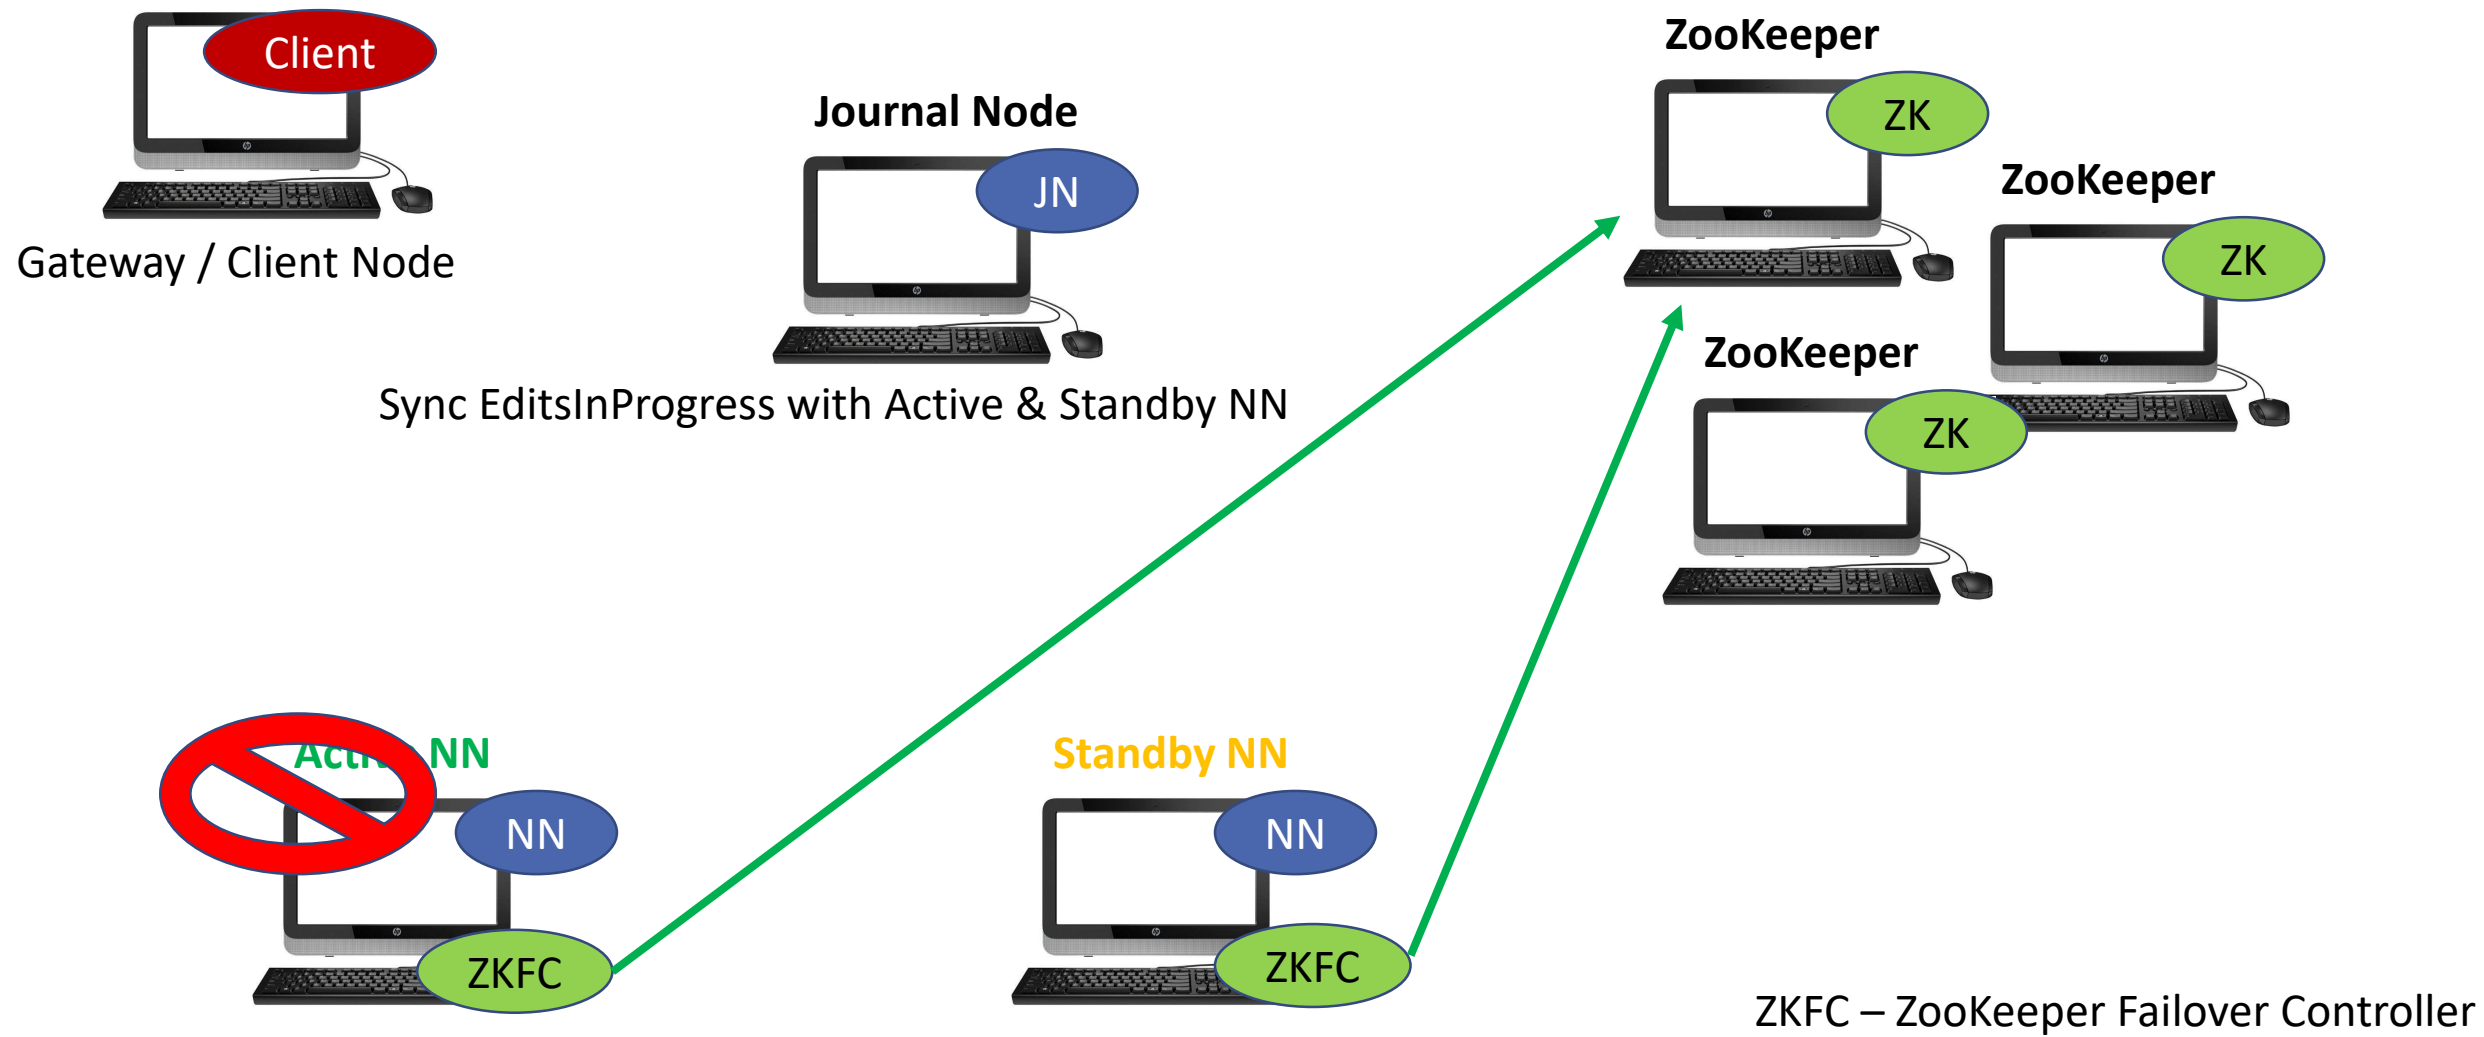 Client
Gateway / Client Node
Journal Node
JN
Sync EditsInProgress with Active & Standby NN
ZooKeeper
ZK
ZooKeeper
ZK
ZooKeeper
ZK
NN
NN
ZKFC
Standby NN
NN
ZKFC
ZKFC – ZooKeeper Failover Controller